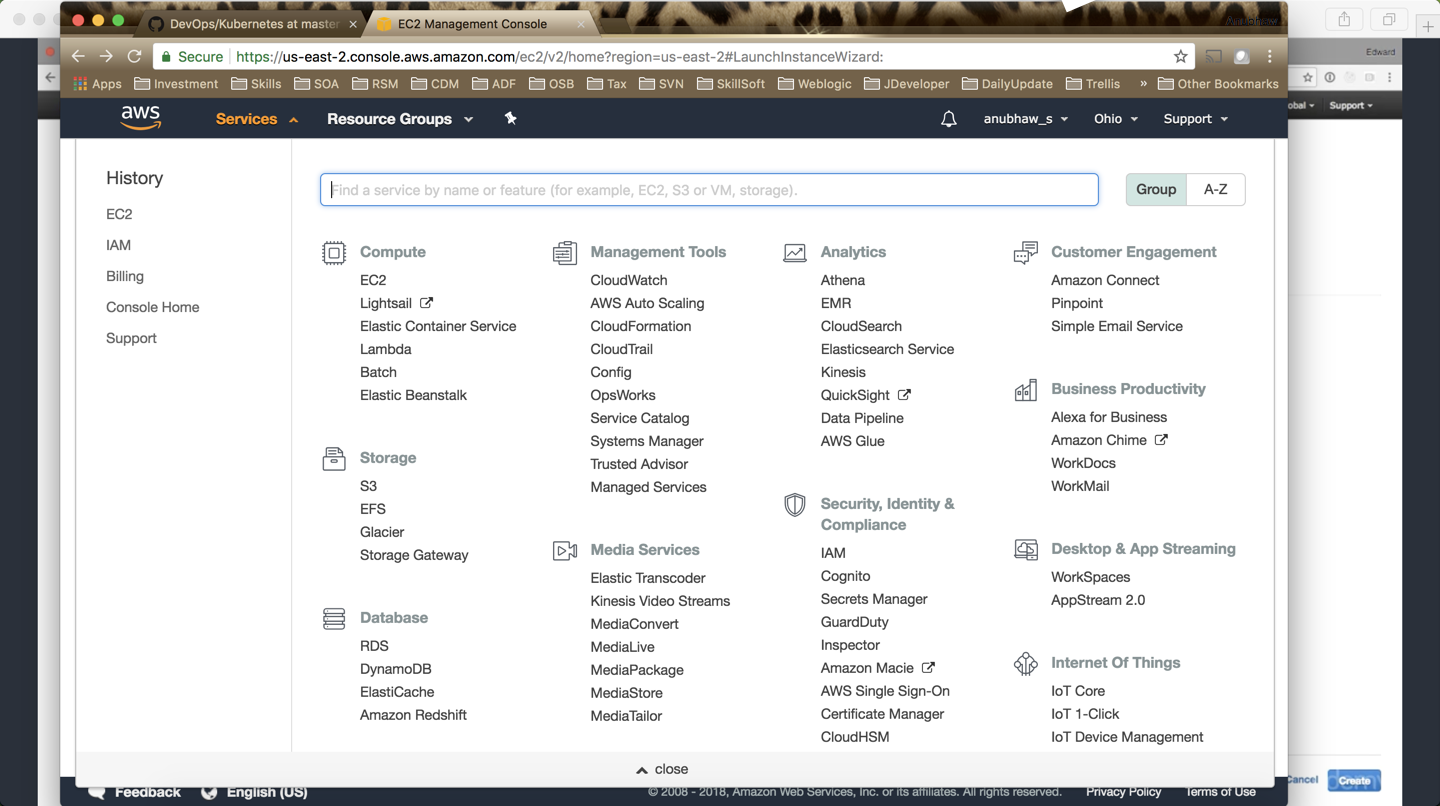 DevOps/Kubernetes at master
EC2 Management Console
Anubhaw
Edward
Secure
https://us-east-2.console.aws.amazon.com/ec2/v2/home?region=us-east-2#LaunchInstanceWizard:
Apps Investment Skills SOA RSM CDM ADF OSB Tax SVN SkillSoft Weblogic JDeveloper DailyUpdate Trellis » Other Bookmarks
obal Support
aws Services Resource Groups anubhaw_s Ohio Support
History
EC2
IAM
Billing
Console Home
Support
Find a service by name or feature (for example, EC2, S3 or VM, storage).
Group A-Z
Compute
EC2
Lightsail
Elastic Container Service
Lambda
Batch
Elastic Beanstalk
Storage
S3
EFS
Glacier
Storage Gateway
Database
RDS
DynamoDB
ElastiCache
Amazon Redshift
Management Tools
CloudWatch
AWS Auto Scaling
CloudFormation
CloudTrail
Config
OpsWorks
Service Catalog
Systems Manager
Trusted Advisor
Managed Services
Media Services
Elastic Transcoder
Kinesis Video Streams
MediaConvert
MediaLive
MediaPackage
MediaStore
MediaTailor
Analytics
Athena
EMR
CloudSearch
Elasticsearch Service
Kinesis
QuickSight
Data Pipeline
AWS Glue
Security, Identity &
Compliance
IAM
Cognito
Secrets Manager
GuardDuty
Inspector
Amazon Macie
AWS Single Sign-On
Certificate Manager
CloudHSM
Customer Engagement
Amazon Connect
Pinpoint
Simple Email Service
Business Productivity
Alexa for Business
Amazon Chime
WorkDocs
WorkMail
Desktop & App Streaming
WorkSpaces
AppStream 2.0
Internet Of Things
IoT Core
IoT 1-Click
IoT Device Management
close
Cancel Create
Feedback English (US) © 2008 - 2018, Amazon Web Services, Inc. or its affiliates. All rights reserved. Privacy Policy Terms of Use